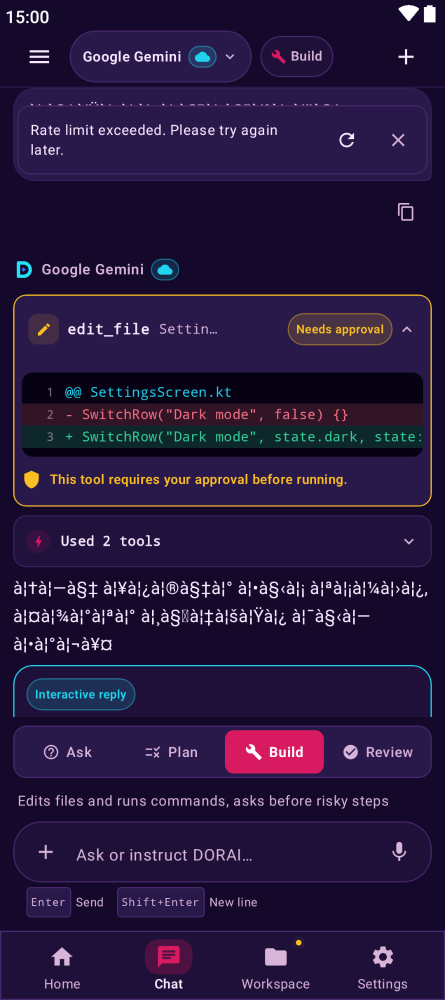 15:00
Google Gemini
Build
Rate limit exceeded. Please try again
later.
Google Gemini
edit_file Settin…
Needs approval
1 @@ SettingsScreen.kt
2 - SwitchRow("Dark mode", false) {}
3 + SwitchRow("Dark mode", state.dark, state:
This tool requires your approval before running.
Used 2 tools
Interactive reply
Ask
Plan
Build
Review
Edits files and runs commands, asks before risky steps
Ask or instruct DORAI…
Enter Send Shift+Enter New line
Home
Chat
Workspace
Settings